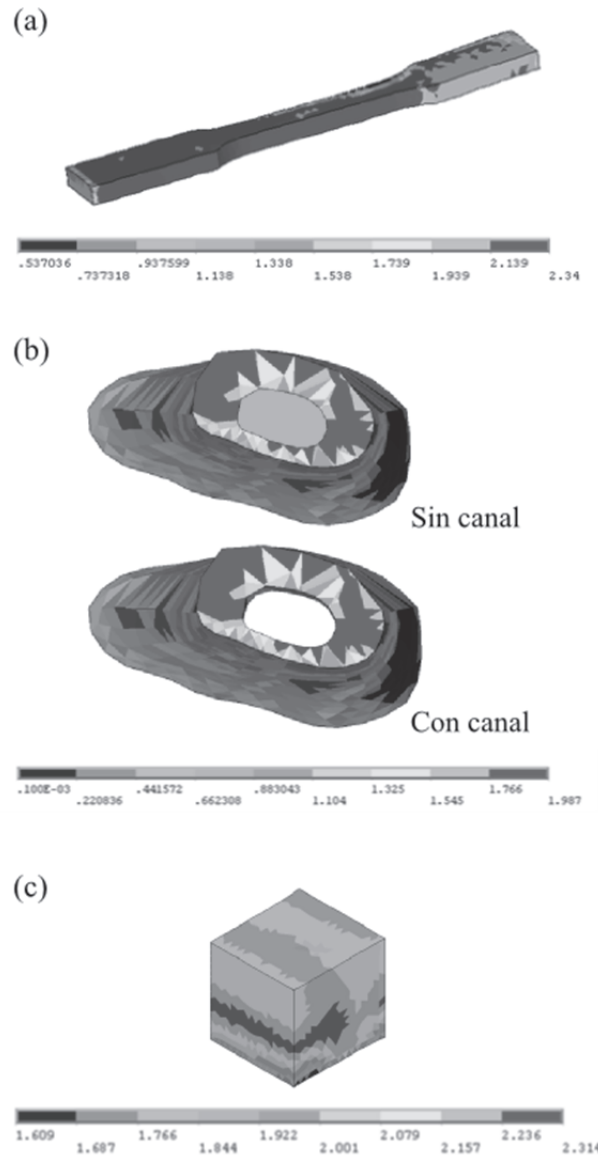 (a)
.537036 .937599 1.338 1.739 2.139
.737318 1.138 1.538 1.939 2.34
(b)
Sin canal
Con canal
.100E-03 .441572 .883043 1.325 1.766
.220836 .662308 1.104 1.545 1.987
(c)
1.609 1.766 1.922 2.079 2.236
1.687 1.844 2.001 2.157 2.314